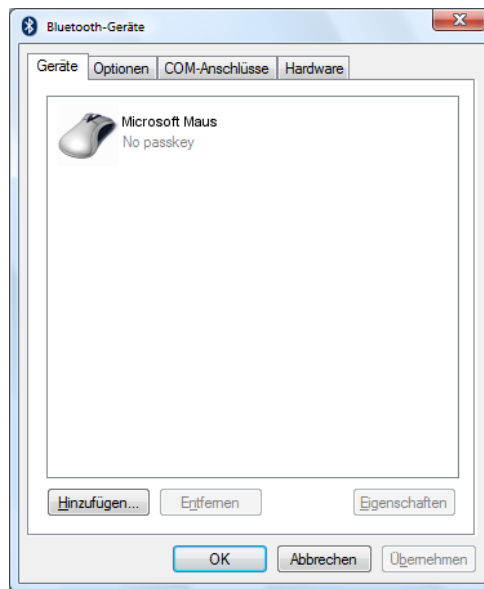 Bluetooth-Geräte
Geräte Optionen COM-Anschlüsse Hardware
Microsoft Maus
No passkey
Hinzufügen... Entfernen Eigenschaften
OK Abbrechen Übernehmen